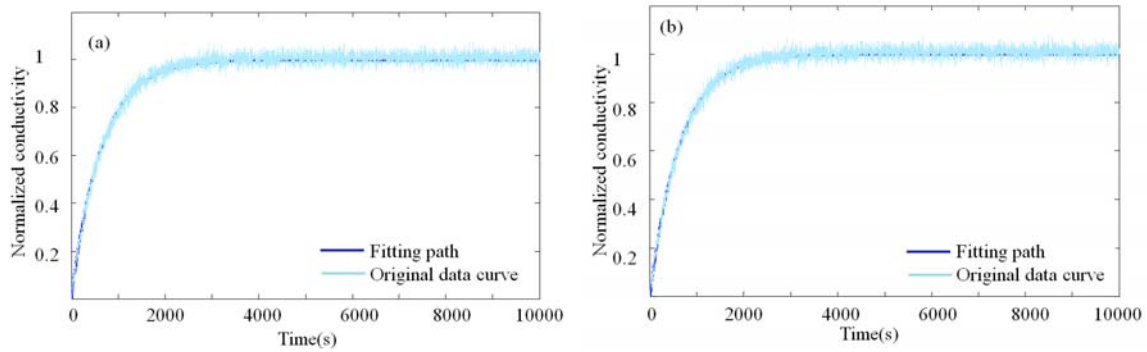 (a)
Normalized conductivity
1
0.8
0.6
0.4
0.2
Fitting path
Original data curve
0 2000 4000 6000 8000 10000
Time(s)
(b)
Normalized conductivity
1
0.8
0.6
0.4
0.2
Fitting path
Original data curve
0 2000 4000 6000 8000 10000
Time(s)